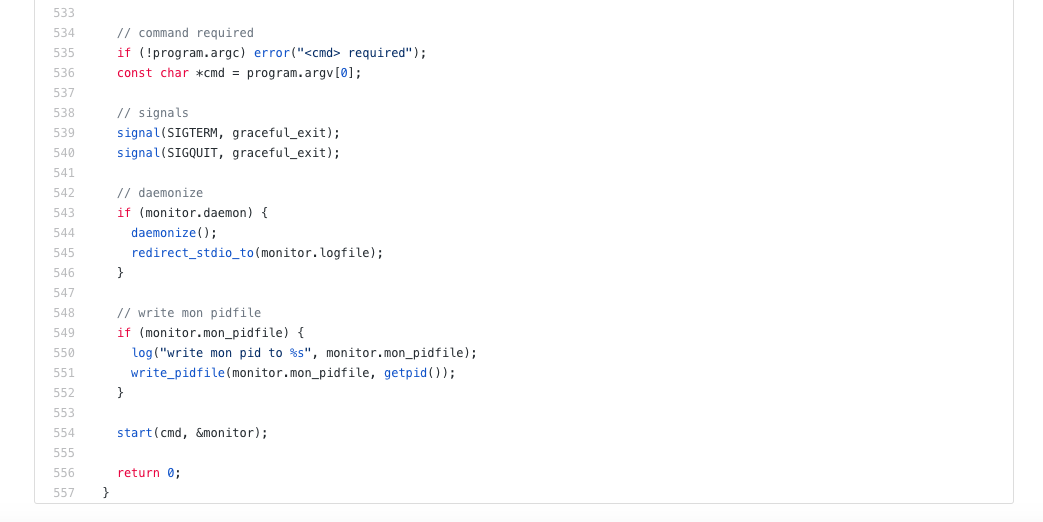 533
534 // command required
535 if (!program.argc) error("<cmd> required");
536 const char *cmd = program.argv[0];
537
538 // signals
539 signal(SIGTERM, graceful_exit);
540 signal(SIGQUIT, graceful_exit);
541
542 // daemonize
543 if (monitor.daemon) {
544 daemonize();
545 redirect_stdio_to(monitor.logfile);
546 }
547
548 // write mon pidfile
549 if (monitor.mon_pidfile) {
550 log("write mon pid to %s", monitor.mon_pidfile);
551 write_pidfile(monitor.mon_pidfile, getpid());
552 }
553
554 start(cmd, &monitor);
555
556 return 0;
557 }